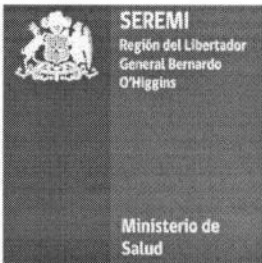 SEREMI
Región del Libertador
General Bernardo
O'Higgins
Ministerio de
Salud